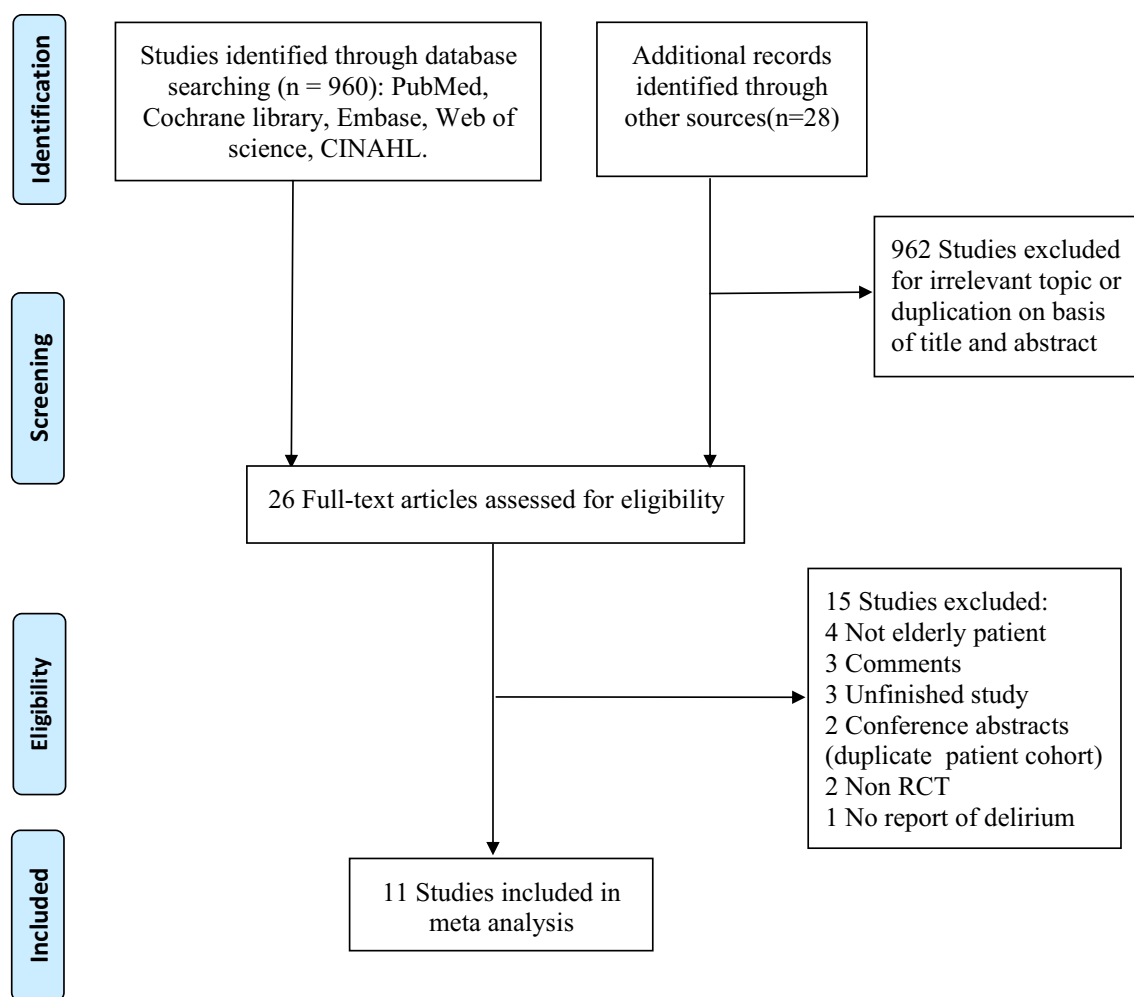 Identification
Studies identified through database
searching (n = 960): PubMed,
Cochrane library, Embase, Web of
science, CINAHL.
Additional records
identified through
other sources(n=28)
Screening
962 Studies excluded
for irrelevant topic or
duplication on basis
of title and abstract
26 Full-text articles assessed for eligibility
Eligibility
15 Studies excluded:
4 Not elderly patient
3 Comments
3 Unfinished study
2 Conference abstracts
(duplicate patient cohort)
2 Non RCT
1 No report of delirium
Included
11 Studies included in
meta analysis